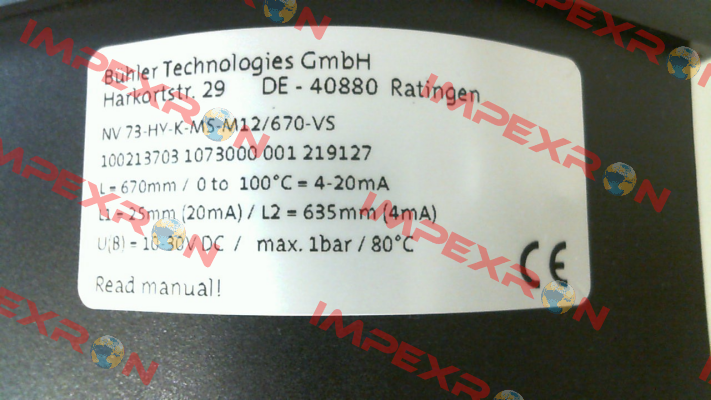 Bühler Technologies GmbH
Harkortstr. 29 DE - 40880 Ratingen
NV 73-HV-K-MS-M12/670-VS
100213703 1073000 001 219127
L = 670mm / 0 to 100°C = 4-20mA
L1 = 25mm (20mA) / L2 = 635mm (4mA)
U(B) = 10-30V DC / max. 1bar / 80°C
Read manual!
CE
IMPEXRON
IMPEXRON
IMPEXRON
IMPEXRON
IMPEXRON